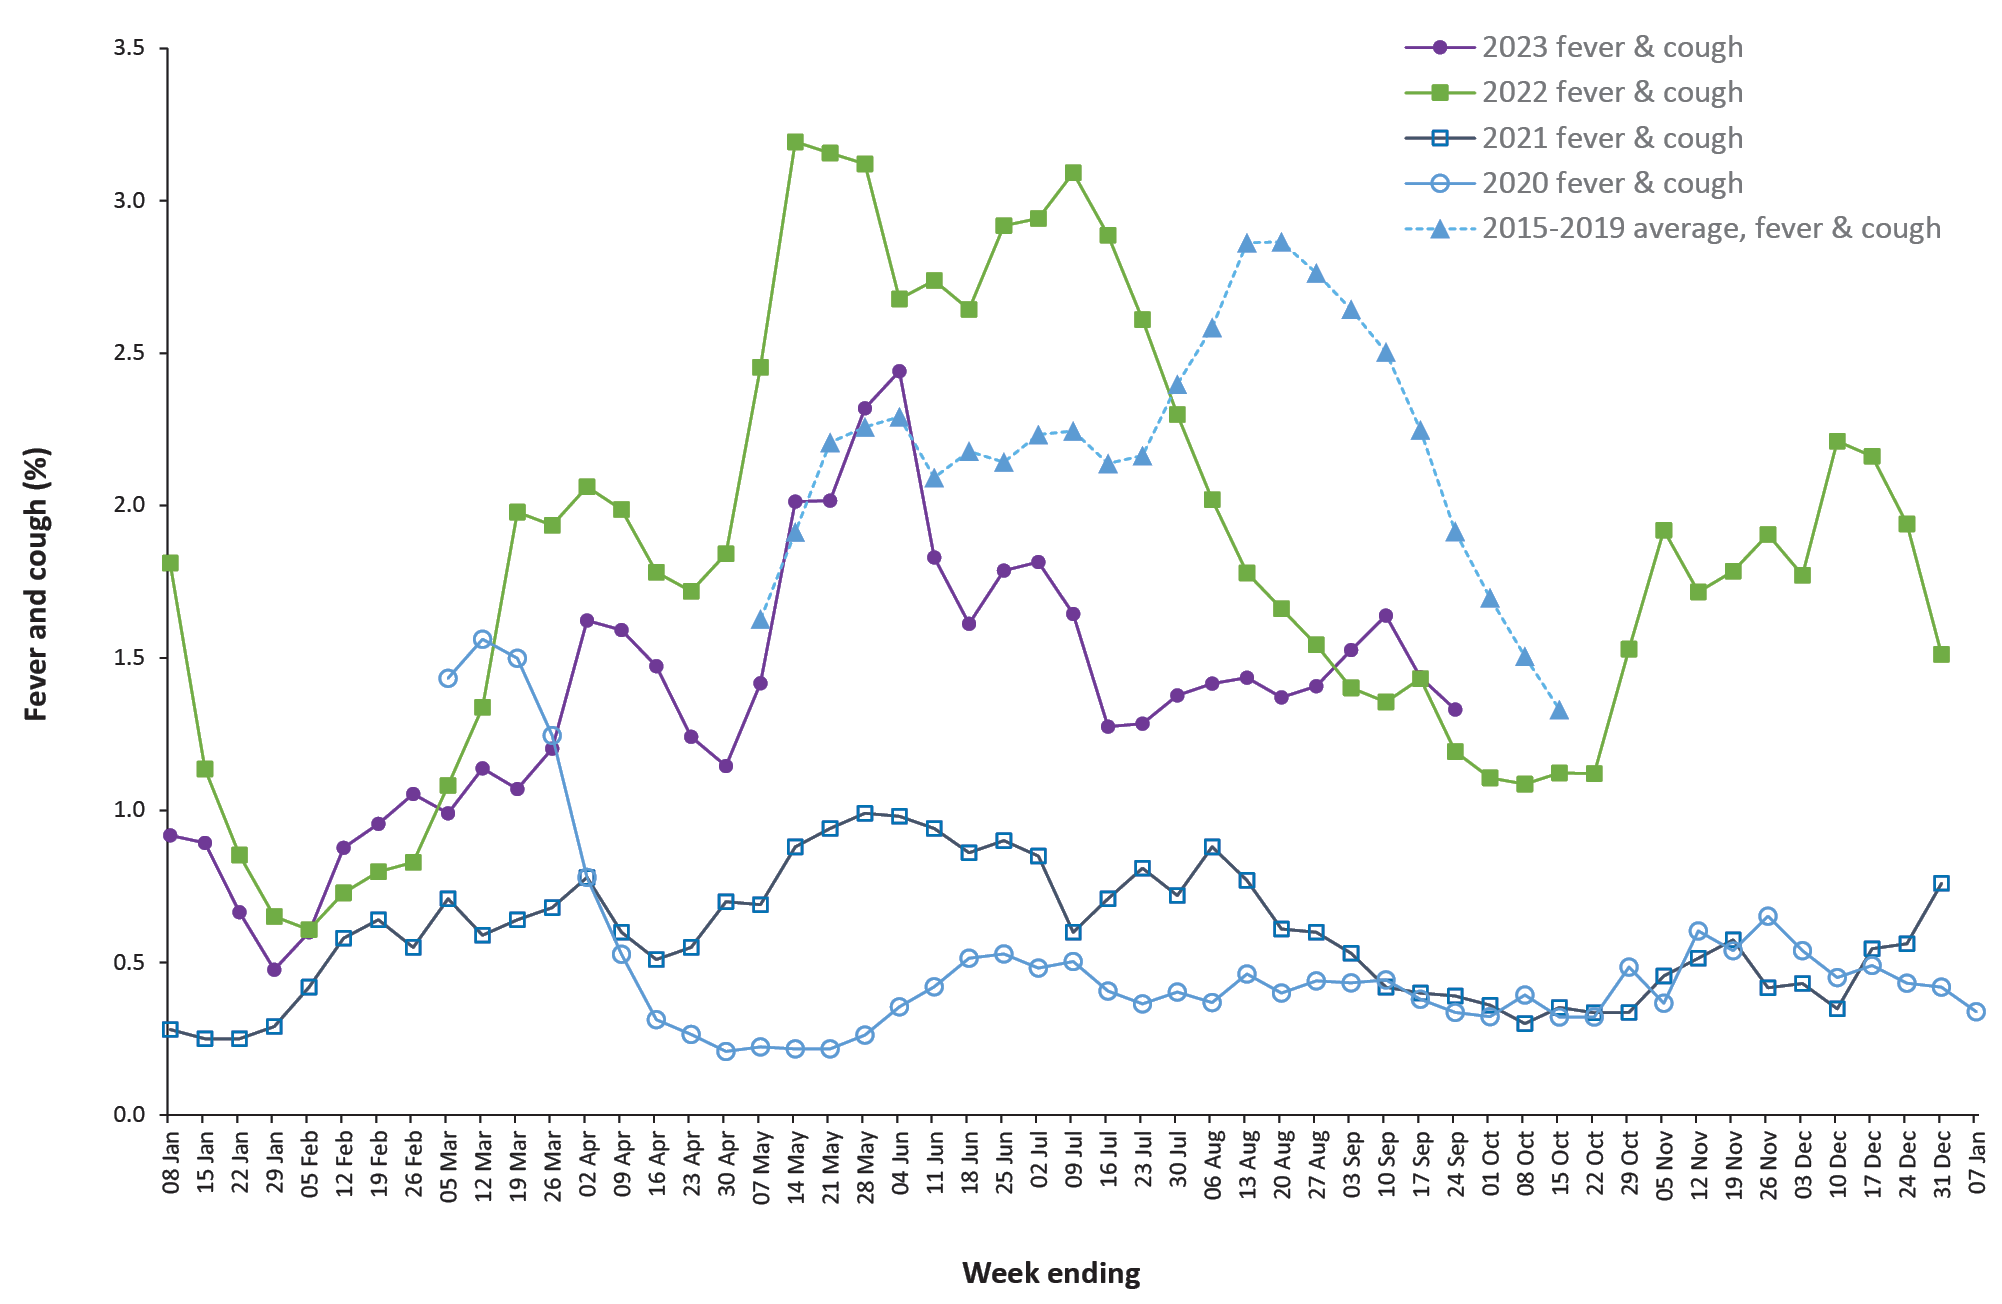 3.5
3.0
2.5
2.0
1.5
1.0
0.5
0.0
Fever and cough (%)
2023 fever & cough
2022 fever & cough
2021 fever & cough
2020 fever & cough
2015-2019 average, fever & cough
08 Jan
15 Jan
22 Jan
29 Jan
05 Feb
12 Feb
19 Feb
26 Feb
05 Mar
12 Mar
19 Mar
26 Mar
02 Apr
09 Apr
16 Apr
23 Apr
30 Apr
07 May
14 May
21 May
28 May
04 Jun
11 Jun
18 Jun
25 Jun
02 Jul
09 Jul
16 Jul
23 Jul
30 Jul
06 Aug
13 Aug
20 Aug
27 Aug
03 Sep
10 Sep
17 Sep
24 Sep
01 Oct
08 Oct
15 Oct
22 Oct
29 Oct
05 Nov
12 Nov
19 Nov
26 Nov
03 Dec
10 Dec
17 Dec
24 Dec
31 Dec
07 Jan
Week ending